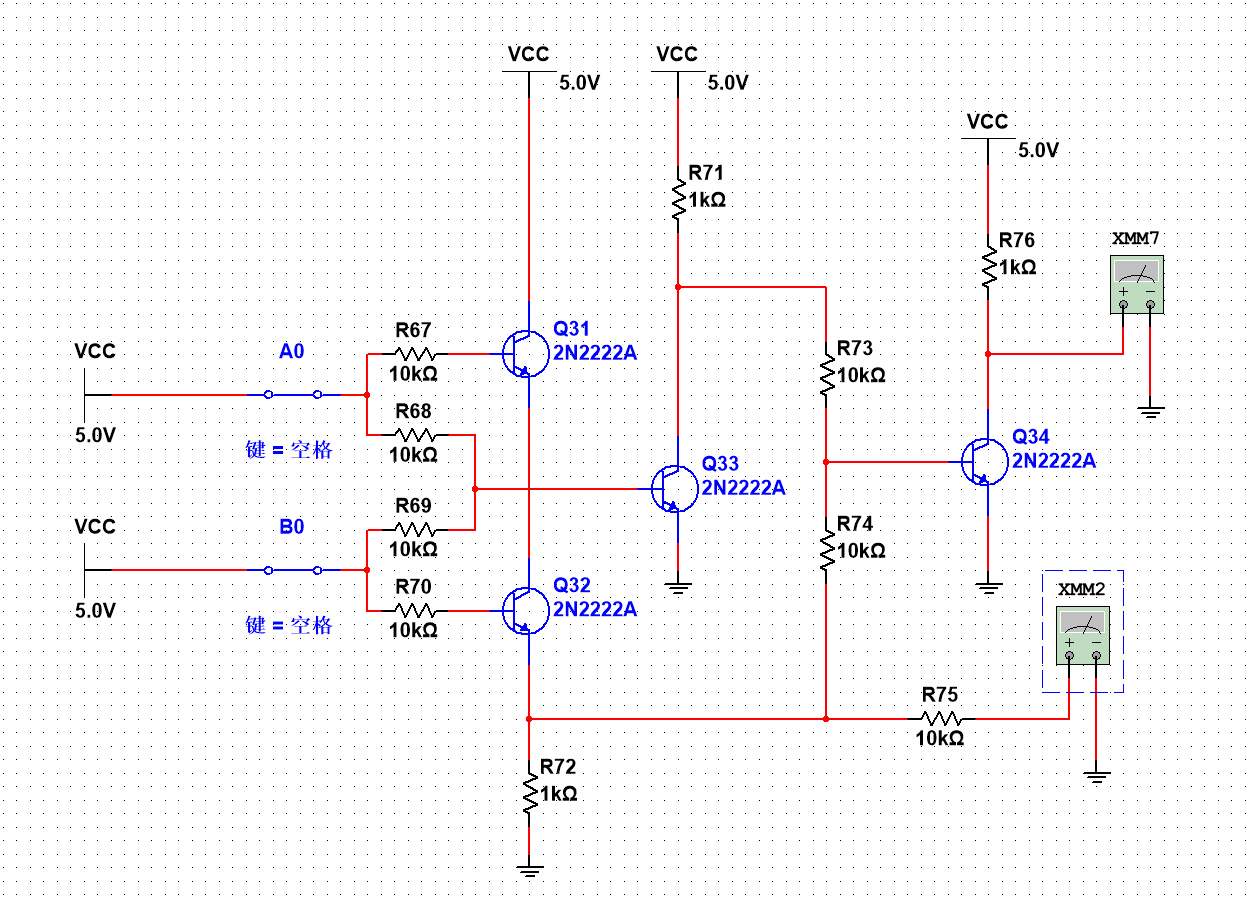 VCC
5.0V
VCC
5.0V
VCC
5.0V
R71
1kΩ
R76
1kΩ
XMM7
+ −
R67
10kΩ
Q31
2N2222A
VCC
5.0V
A0
键 = 空格
R68
10kΩ
R73
10kΩ
Q34
2N2222A
Q33
2N2222A
R69
10kΩ
VCC
5.0V
B0
键 = 空格
R70
10kΩ
R74
10kΩ
Q32
2N2222A
XMM2
+ −
R75
10kΩ
R72
1kΩ